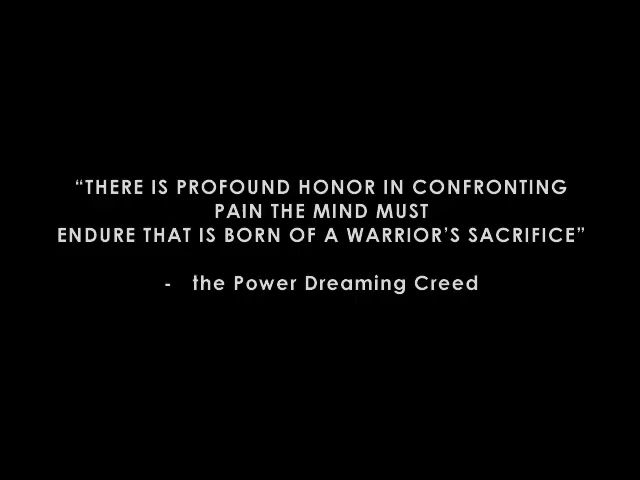 “THERE IS PROFOUND HONOR IN CONFRONTING
PAIN THE MIND MUST
ENDURE THAT IS BORN OF A WARRIOR’S SACRIFICE”
- the Power Dreaming Creed